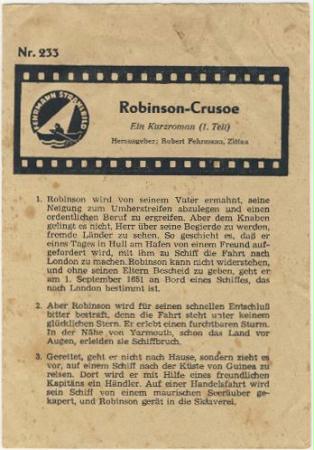 Nr. 233
FEHRMANN STEHBILD
Robinson-Crusoe
Ein Kurzroman (1. Teil)
Herausgeber; Robert Fehrmann, Zittau
1. Robinson wird von seinem Vater ermahnt, seine
Neigung zum Umherstreifen abzulegen und einen
ordentlichen Beruf zu ergreifen. Aber dem Knaben
gelingt es nicht, Herr über seine Begierde zu werden,
fremde Länder zu sehen. So geschieht es, daß er
eines Tages in Hull am Hafen von einem Freund auf-
gefordert wird, mit ihm zu Schiff die Fahrt nach
London zu machen. Robinson kann nicht widerstehen,
und ohne seinen Eltern Bescheid zu geben, geht er
am 1. September 1651 an Bord eines Schiffes, das
nach London bestimmt ist.
2. Aber Robinson wird für seinen schnellen Entschluß
bitter bestraft, denn die Fahrt steht unter keinem
glücklichen Stern. Er erlebt einen furchtbaren Sturm.
In der Nähe von Yarmouth, schon das Land vor
Augen, erleiden sie Schiffbruch.
3. Gerettet, geht er nicht nach Hause, sondern zieht es
vor, auf einem Schiff nach der Küste von Guinea zu
reisen. Dort wird er mit Hilfe eines freundlichen
Kapitäns ein Händler. Auf einer Handelsfahrt wird
sein Schiff von einem maurischen Seeräuber ge-
kapert, und Robinson gerät in die Sklaverei.